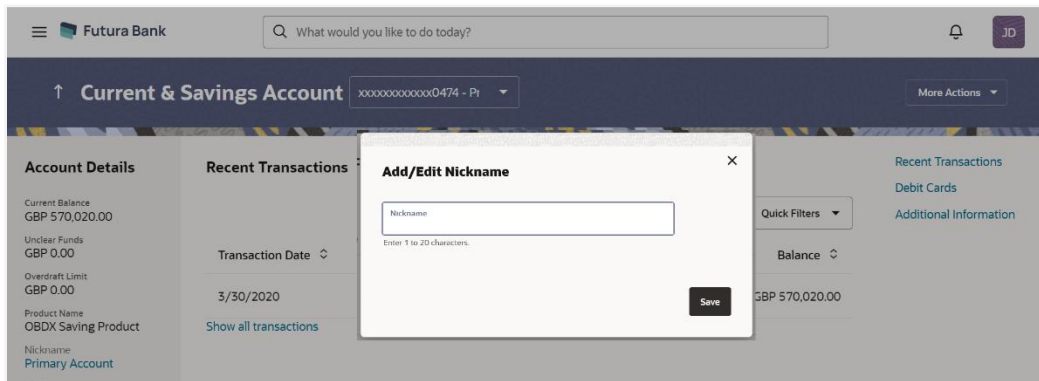 Futura Bank
What would you like to do today?
JD
Current & Savings Account
xxxxxxxxxxxx0474 - Pr
More Actions
Account Details
Current Balance
GBP 570,020.00
Unclear Funds
GBP 0.00
Overdraft Limit
GBP 0.00
Product Name
OBDX Saving Product
Nickname
Primary Account
Recent Transactions
Transaction Date
3/30/2020
Show all transactions
Add/Edit Nickname
Nickname
Enter 1 to 20 characters.
Save
Quick Filters
Balance
GBP 570,020.00
Recent Transactions
Debit Cards
Additional Information